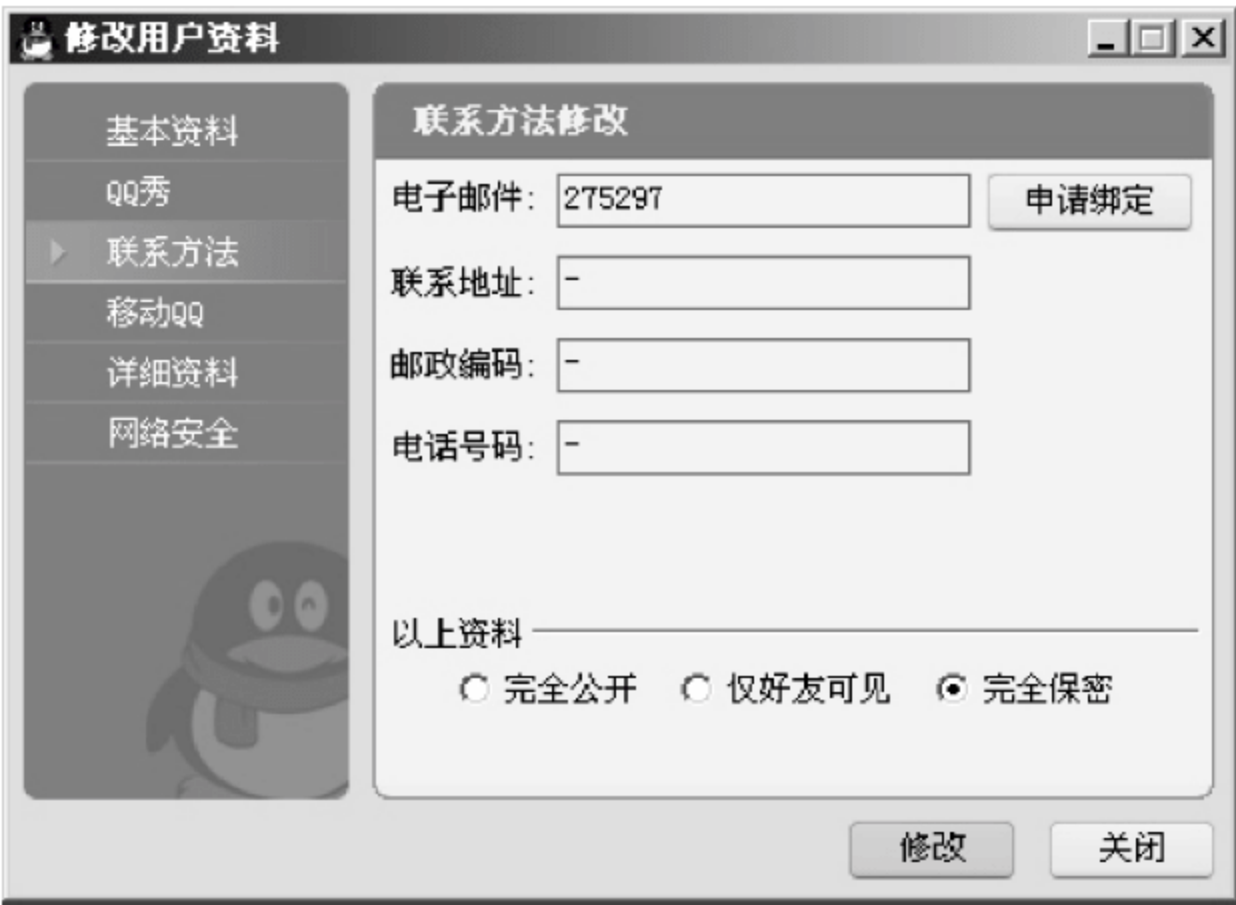 修改用户资料
基本资料
QQ秀
联系方法
移动QQ
详细资料
网络安全
联系方法修改
电子邮件: 275297 申请绑定
联系地址: -
邮政编码: -
电话号码: -
以上资料
完全公开 仅好友可见 完全保密
修改 关闭